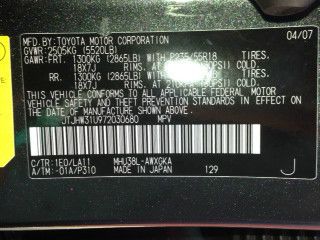 MFD. BY: TOYOTA MOTOR CORPORATION 04/07
GVWR: 2505KG (5520LB)
GAWR: FRT. 1300KG (2865LB) WITH P235/55R18 TIRES,
18X7J RIMS, AT PSI) COLD
RR. 1300KG (2865LB) WITH P235/55R18 TIRES,
18X7J RIMS, AT PSI) COLD
THIS VEHICLE CONFORMS TO ALL APPLICABLE
FEDERAL MOTOR VEHICLE SAFETY AND THEFT
PREVENTION STANDARDS IN EFFECT ON THE
DATE OF MANUFACTURE SHOWN ABOVE.
JTJHW31U972030680 MPV
C/TR: 1E0/LA11 MHU38L-AWXGKA
A/TM: -01A/P310 MADE IN JAPAN 129 J